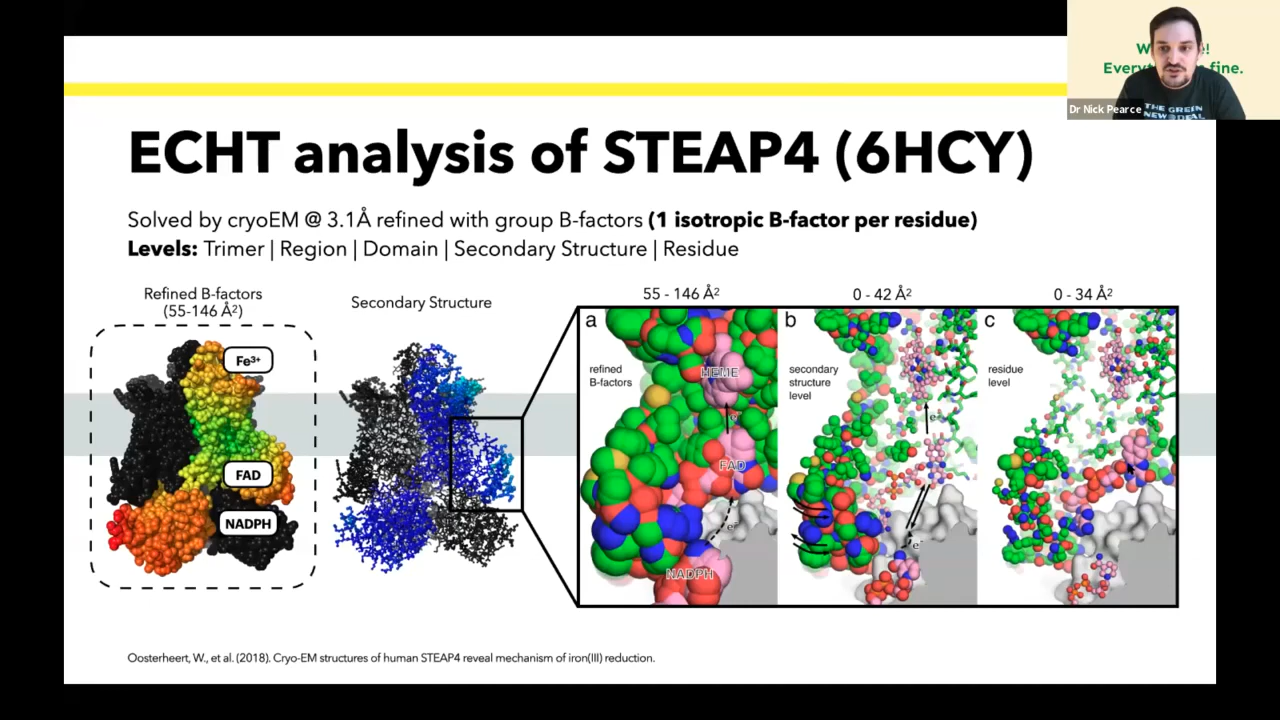 W e!
Every fine.
Dr Nick Pearce
THE GREEN
NEW DEAL
ECHT analysis of STEAP4 (6HCY)
Solved by cryoEM @ 3.1Å refined with group B-factors (1 isotropic B-factor per residue)
Levels: Trimer | Region | Domain | Secondary Structure | Residue
Refined B-factors
(55-146 Å²)
Fe³⁺
FAD
NADPH
Secondary Structure
55 - 146 Å²
0 - 42 Å²
0 - 34 Å²
a
refined
B-factors
HEME
e⁻
FAD
e⁻
NADPH
b
secondary
structure
level
e⁻
e⁻
c
residue
level
Oosterheert, W., et al. (2018). Cryo-EM structures of human STEAP4 reveal mechanism of iron(III) reduction.